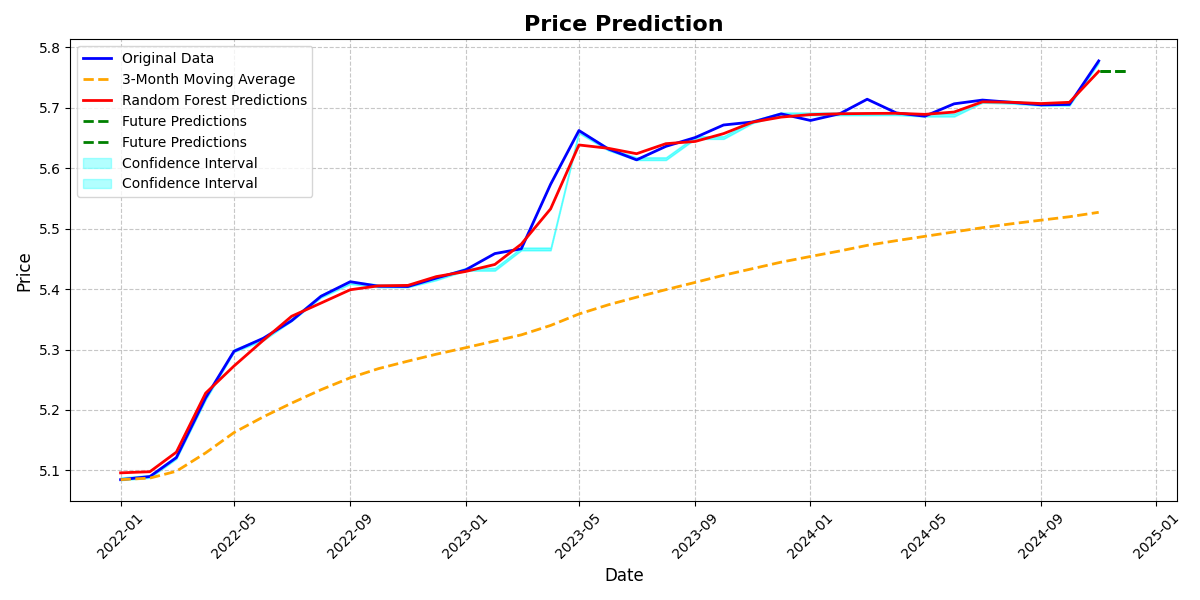 Price Prediction
Original Data
3-Month Moving Average
Random Forest Predictions
Future Predictions
Future Predictions
Confidence Interval
Confidence Interval
Price
5.8
5.7
5.6
5.5
5.4
5.3
5.2
5.1
2022-01
2022-05
2022-09
2023-01
2023-05
2023-09
2024-01
2024-05
2024-09
2025-01
Date